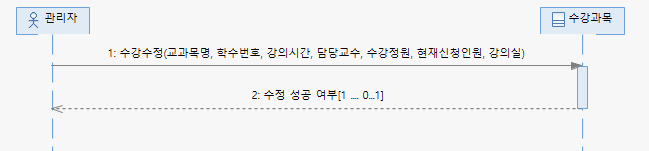 관리자
수강과목
1: 수강수정(교과목명, 학수번호, 강의시간, 담당교수, 수강정원, 현재신청인원, 강의실)
2: 수정 성공 여부[1 .... 0...1]